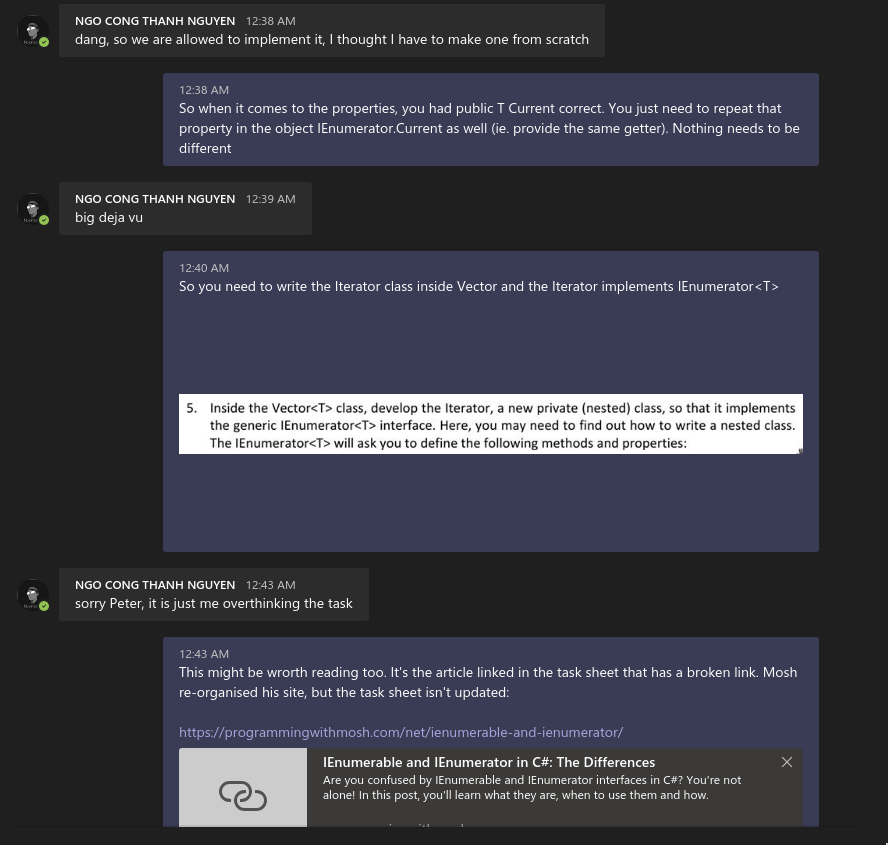 NGO CONG THANH NGUYEN 12:38 AM
dang, so we are allowed to implement it, I thought I have to make one from scratch
12:38 AM
So when it comes to the properties, you had public T Current correct. You just need to repeat that
property in the object IEnumerator.Current as well (ie. provide the same getter). Nothing needs to be
different
NGO CONG THANH NGUYEN 12:39 AM
big deja vu
12:40 AM
So you need to write the Iterator class inside Vector and the Iterator implements IEnumerator<T>
5. Inside the Vector<T> class, develop the Iterator, a new private (nested) class, so that it implements
the generic IEnumerator<T> interface. Here, you may need to find out how to write a nested class.
The IEnumerator<T> will ask you to define the following methods and properties:
NGO CONG THANH NGUYEN 12:43 AM
sorry Peter, it is just me overthinking the task
12:43 AM
This might be wrorth reading too. It's the article linked in the task sheet that has a broken link. Mosh
re-organised his site, but the task sheet isn't updated:
https://programmingwithmosh.com/net/ienumerable-and-ienumerator/
IEnumerable and IEnumerator in C#: The Differences
Are you confused by IEnumerable and IEnumerator interfaces in C#? You're not
alone! In this post, you'll learn what they are, when to use them and how.